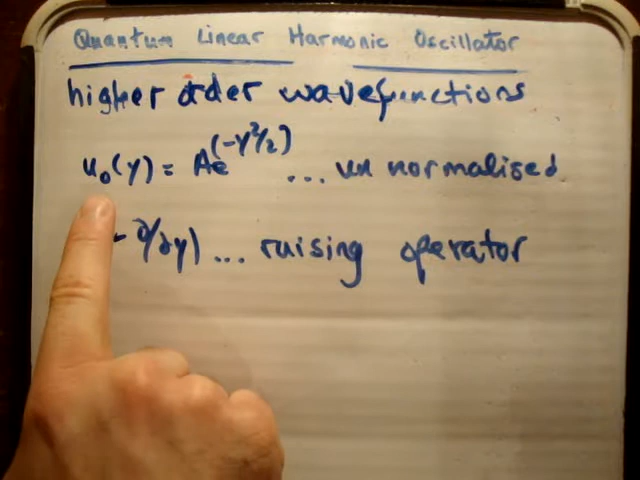 Quantum Linear Harmonic Oscillator
higher order wavefunctions
u₀(y) = Ae^(-y²/2) ... un normalised
- ∂/∂y) ... raising operator